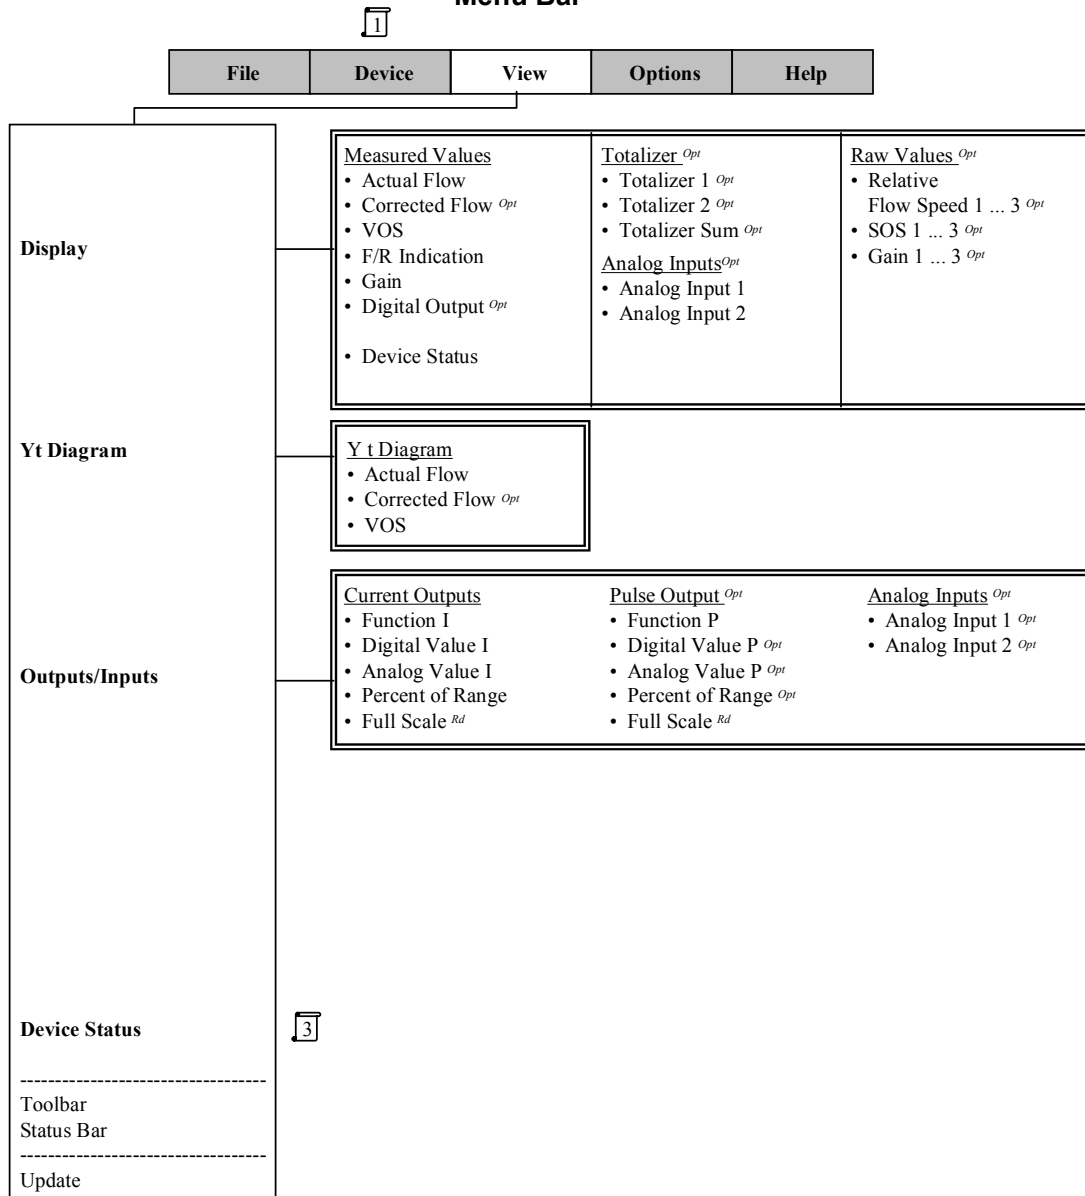 Menu Bar
1
File Device View Options Help
Display
Measured Values
• Actual Flow
• Corrected Flow Opt
• VOS
• F/R Indication
• Gain
• Digital Output Opt
• Device Status
Totalizer Opt
• Totalizer 1 Opt
• Totalizer 2 Opt
• Totalizer Sum Opt
Analog Inputs Opt
• Analog Input 1
• Analog Input 2
Raw Values Opt
• Relative
Flow Speed 1 ... 3 Opt
• SOS 1 ... 3 Opt
• Gain 1 ... 3 Opt
Yt Diagram
Y t Diagram
• Actual Flow
• Corrected Flow Opt
• VOS
Outputs/Inputs
Current Outputs
• Function I
• Digital Value I
• Analog Value I
• Percent of Range
• Full Scale Rd
Pulse Output Opt
• Function P
• Digital Value P Opt
• Analog Value P Opt
• Percent of Range Opt
• Full Scale Rd
Analog Inputs Opt
• Analog Input 1 Opt
• Analog Input 2 Opt
Device Status
3
----------------------------------
Toolbar
Status Bar
----------------------------------
Update